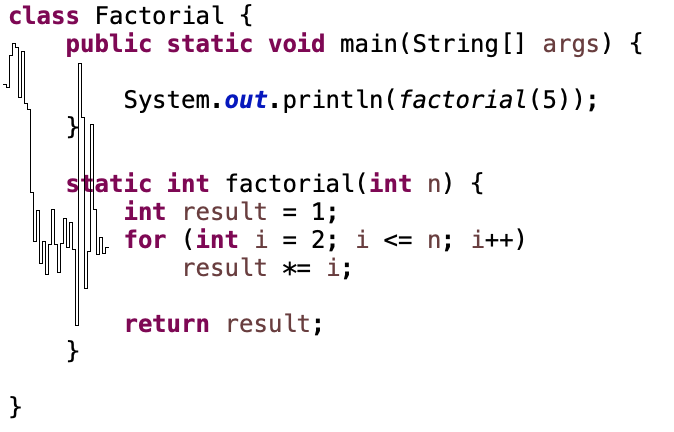 class Factorial {
    public static void main(String[] args) {
        System.out.println(factorial(5));
    }
    static int factorial(int n) {
        int result = 1;
        for (int i = 2; i <= n; i++)
            result *= i;
        return result;
    }
}